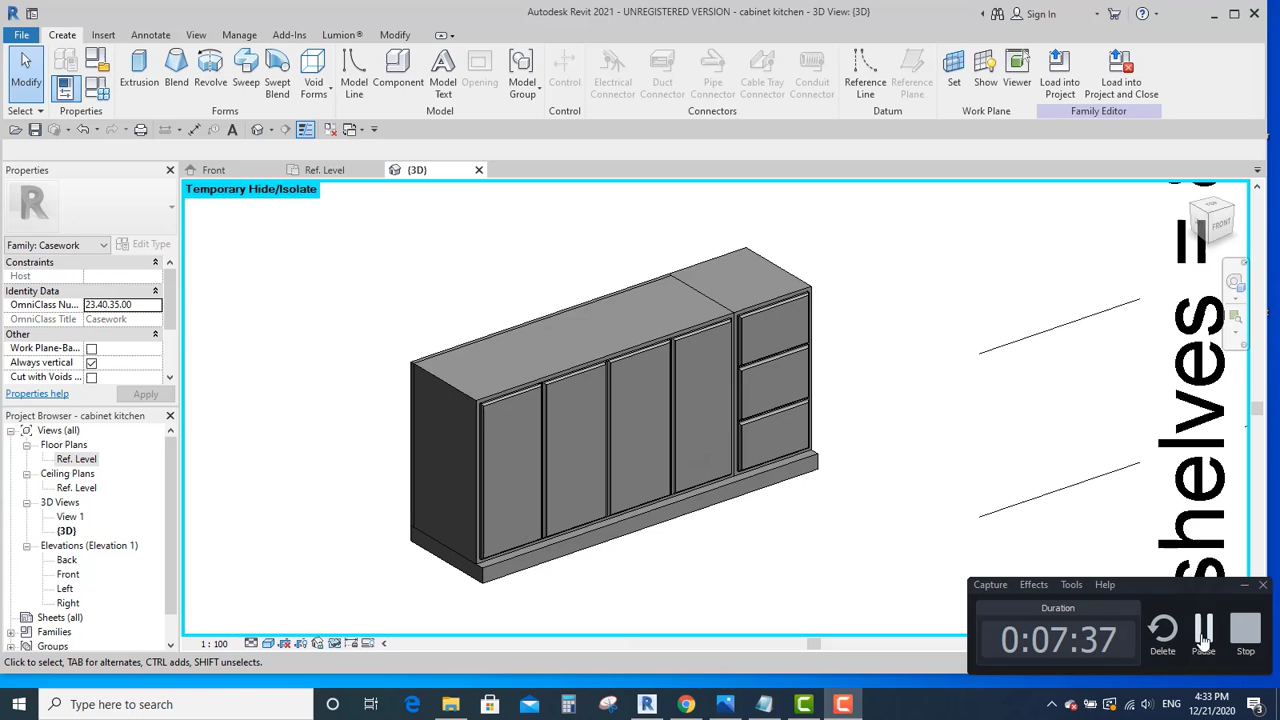 Autodesk Revit 2021 - UNREGISTERED VERSION - cabinet kitchen - 3D View: {3D}
Sign In
File Create Insert Annotate View Manage Add-Ins Lumion® Modify
Modify
Select
Properties
Extrusion Blend Revolve Sweep Swept Blend Void Forms
Forms
Model Line Component Model Text Opening Model Group
Model
Control
Control
Electrical Connector Duct Connector Pipe Connector Cable Tray Connector Conduit Connector
Connectors
Reference Line Reference Plane
Datum
Set Show Viewer
Work Plane
Load into Project Load into Project and Close
Family Editor
Properties
Front Ref. Level {3D}
Temporary Hide/Isolate
TOP
FRONT
R
Family: Casework Edit Type
Constraints
Host
Identity Data
OmniClass Nu... 23.40.35.00
OmniClass Title Casework
Other
Work Plane-Ba...
Always vertical
Cut with Voids
Properties help Apply
Project Browser - cabinet kitchen
Views (all)
Floor Plans
Ref. Level
Ceiling Plans
Ref. Level
3D Views
View 1
{3D}
Elevations (Elevation 1)
Back
Front
Left
Right
Sheets (all)
Families
Groups
shelves =
Capture Effects Tools Help
Duration
0:07:37
Delete Pause Stop
1 : 100
Click to select, TAB for alternates, CTRL adds, SHIFT unselects.
Type here to search
ENG
4:33 PM
12/21/2020